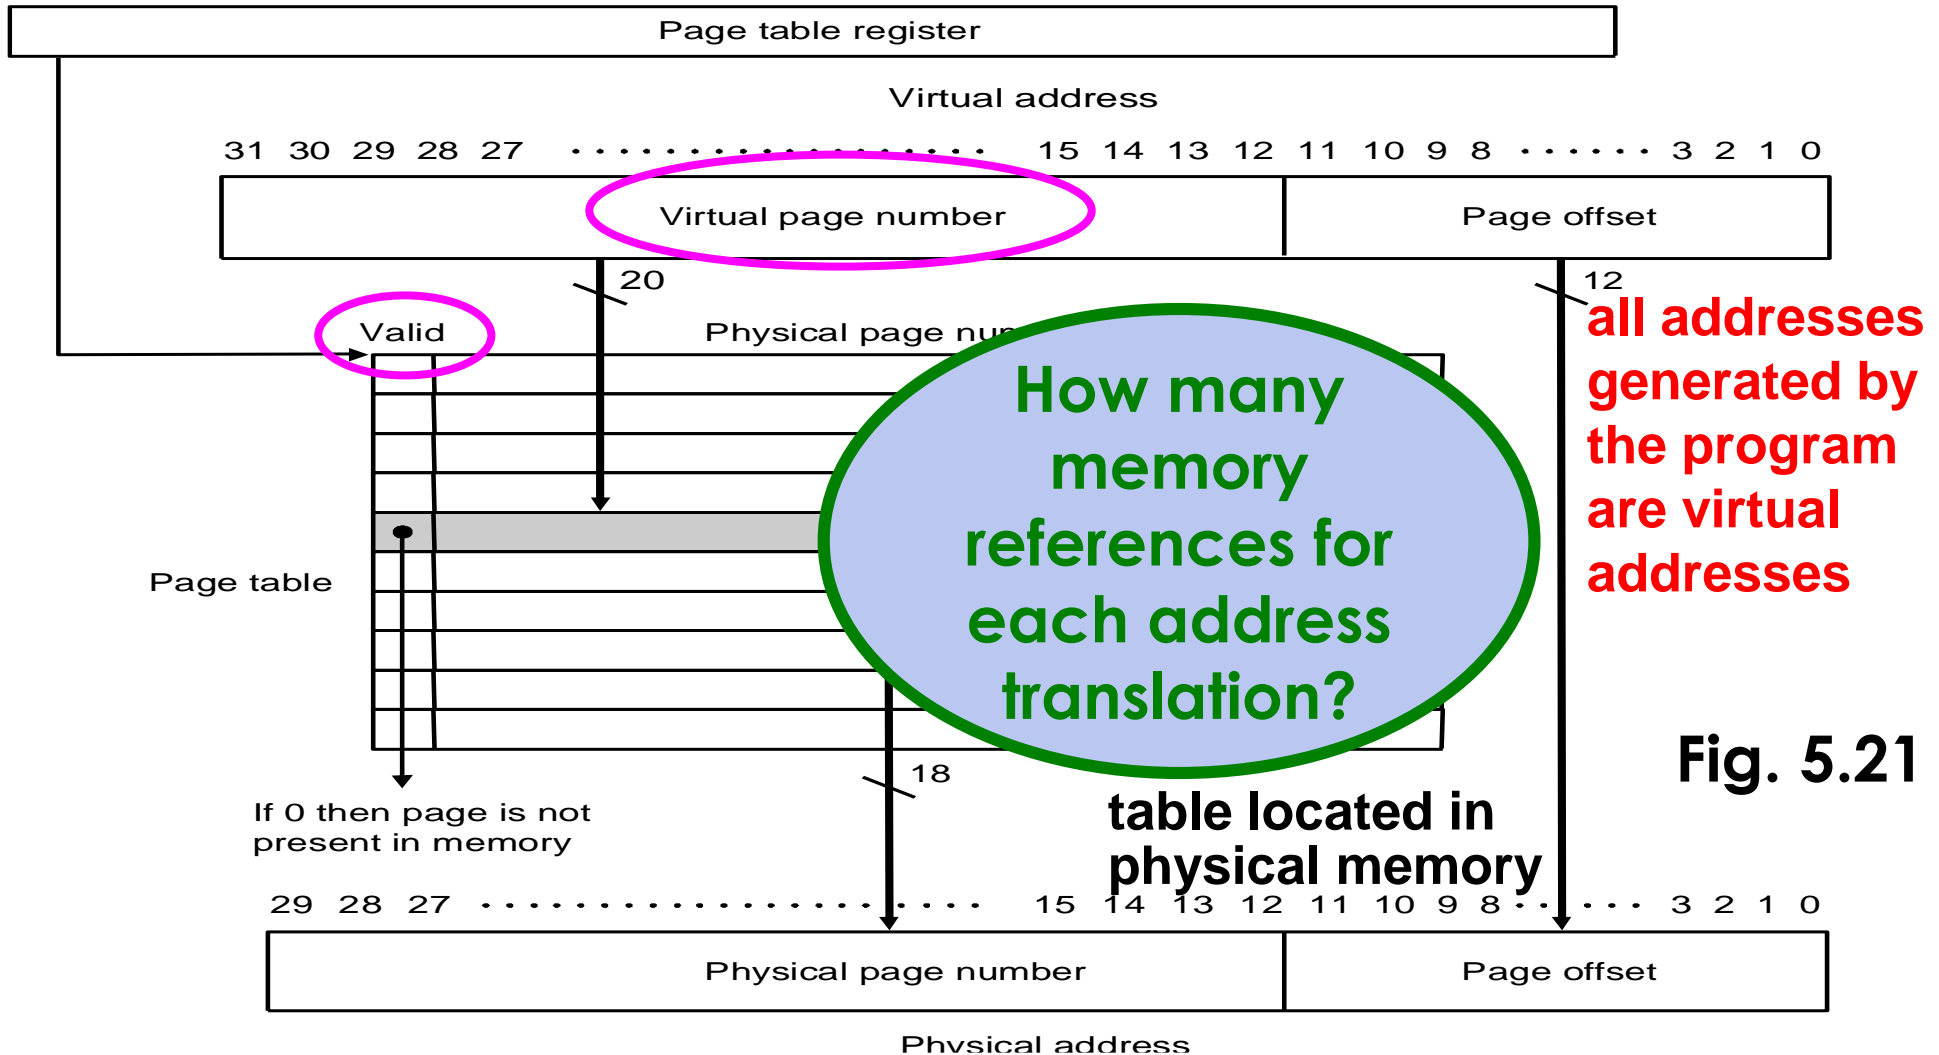 Page table register
Virtual address
31 30 29 28 27 · · · · · · · · · · · · · · · · · · 15 14 13 12 11 10 9 8 · · · · · · 3 2 1 0
Virtual page number Page offset
20 12
Valid Physical page nu
How many
memory
references for
each address
translation?
all addresses
generated by
the program
are virtual
addresses
Page table
18
Fig. 5.21
If 0 then page is not
present in memory
table located in
physical memory
29 28 27 · · · · · · · · · · · · · · · · · · · · 15 14 13 12 11 10 9 8 · · · · · · 3 2 1 0
Physical page number Page offset
Physical address